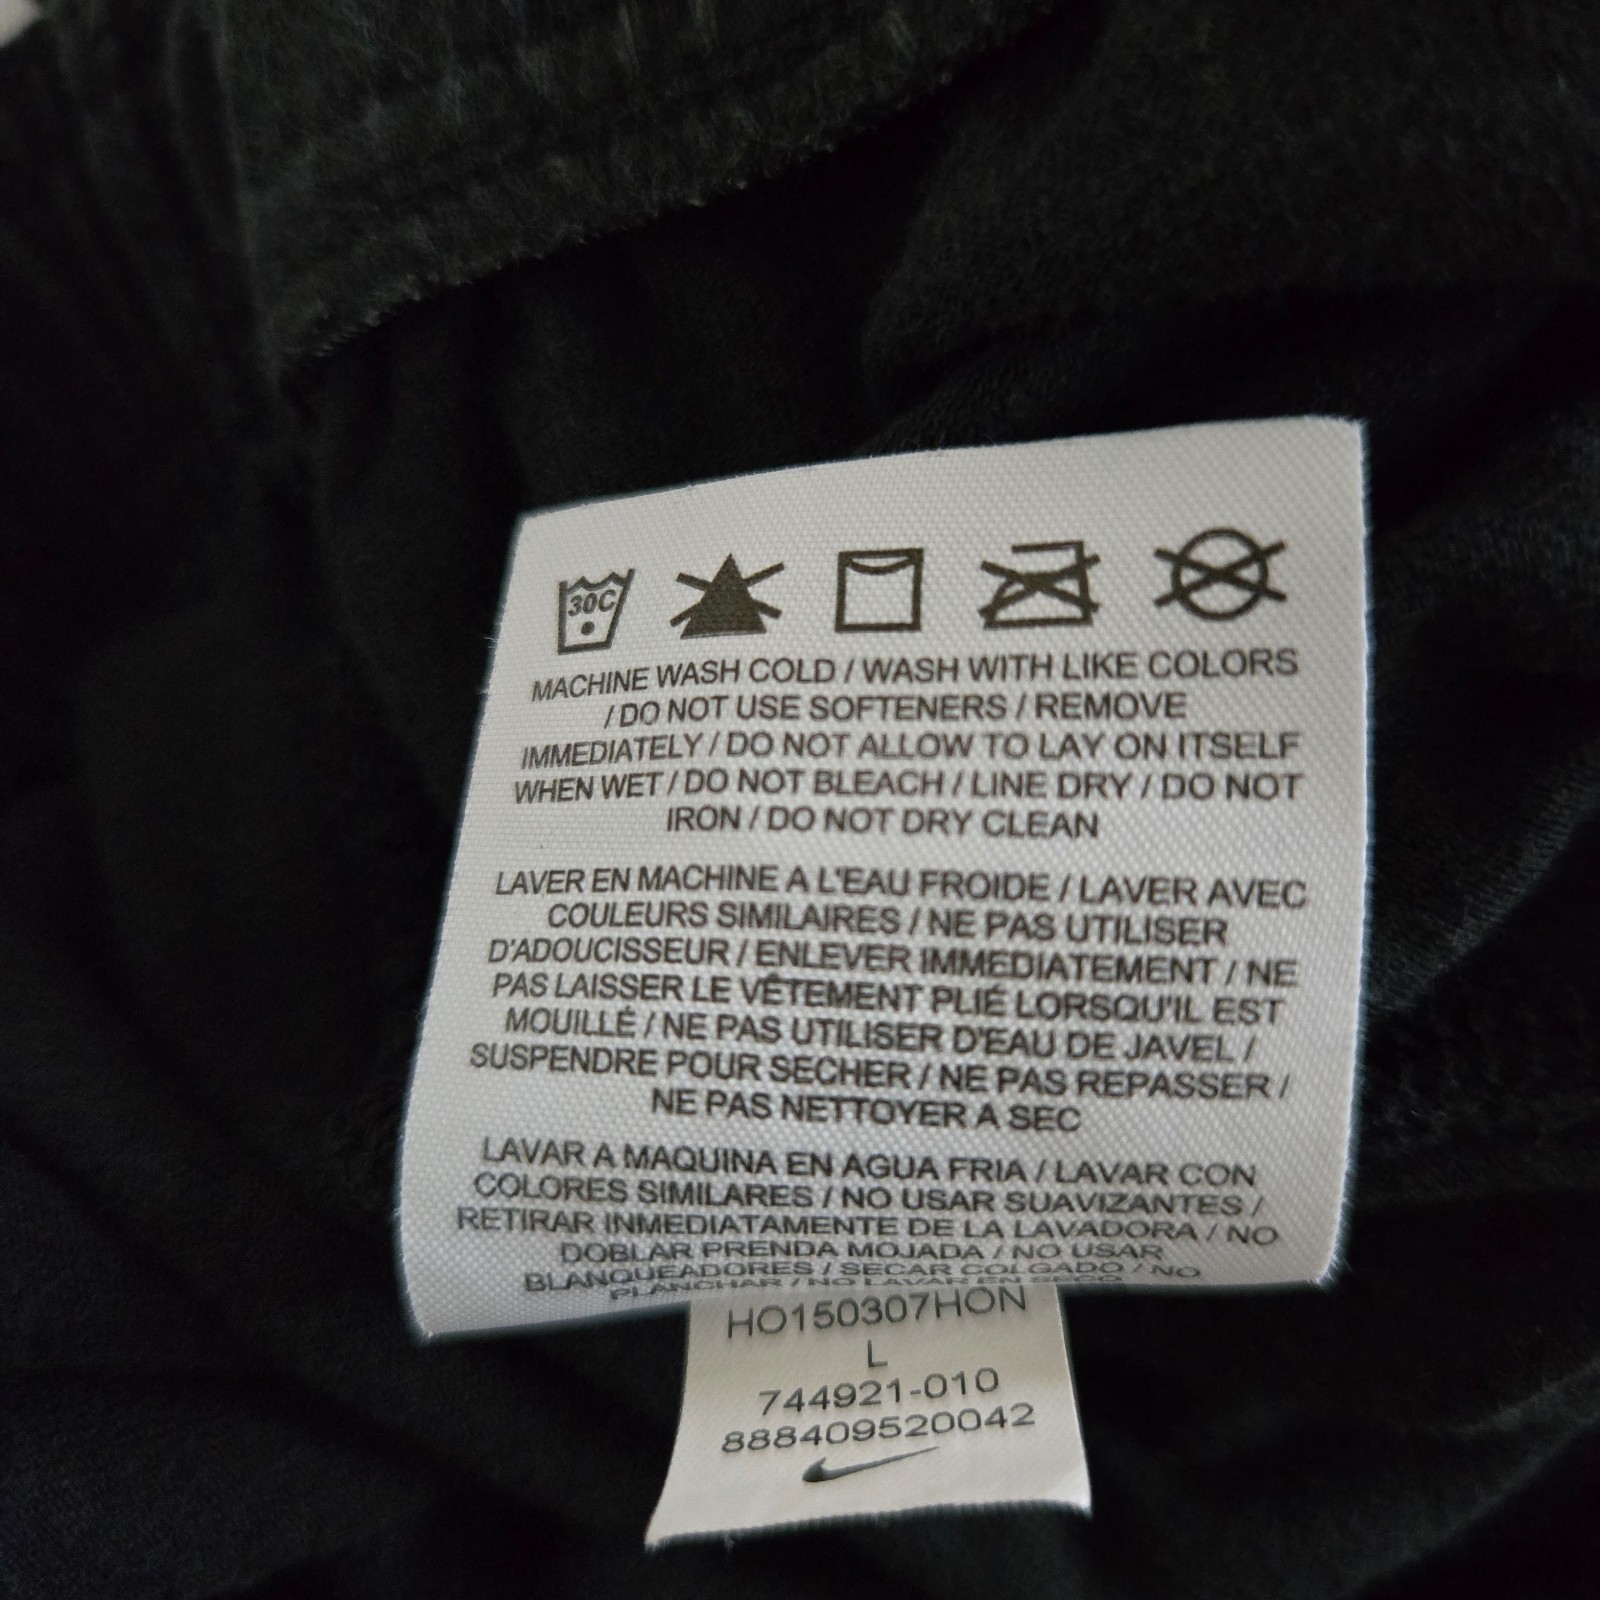 30C
MACHINE WASH COLD / WASH WITH LIKE COLORS
/ DO NOT USE SOFTENERS / REMOVE
IMMEDIATELY / DO NOT ALLOW TO LAY ON ITSELF
WHEN WET / DO NOT BLEACH / LINE DRY / DO NOT
IRON / DO NOT DRY CLEAN
LAVER EN MACHINE A L'EAU FROIDE / LAVER AVEC
COULEURS SIMILAIRES / NE PAS UTILISER
D'ADOUCISSEUR / ENLEVER IMMEDIATEMENT / NE
PAS LAISSER LE VÊTEMENT PLIÉ LORSQU'IL EST
MOUILLÉ / NE PAS UTILISER D'EAU DE JAVEL /
SUSPENDRE POUR SECHER / NE PAS REPASSER /
NE PAS NETTOYER A SEC
LAVAR A MAQUINA EN AGUA FRIA / LAVAR CON
COLORES SIMILARES / NO USAR SUAVIZANTES /
RETIRAR INMEDIATAMENTE DE LA LAVADORA / NO
DOBLAR PRENDA MOJADA / NO USAR
BLANQUEADORES / SECAR COLGADO / NO
PLANCHAR / NO LAVAR EN SECO
HO150307HON
L
744921-010
888409520042